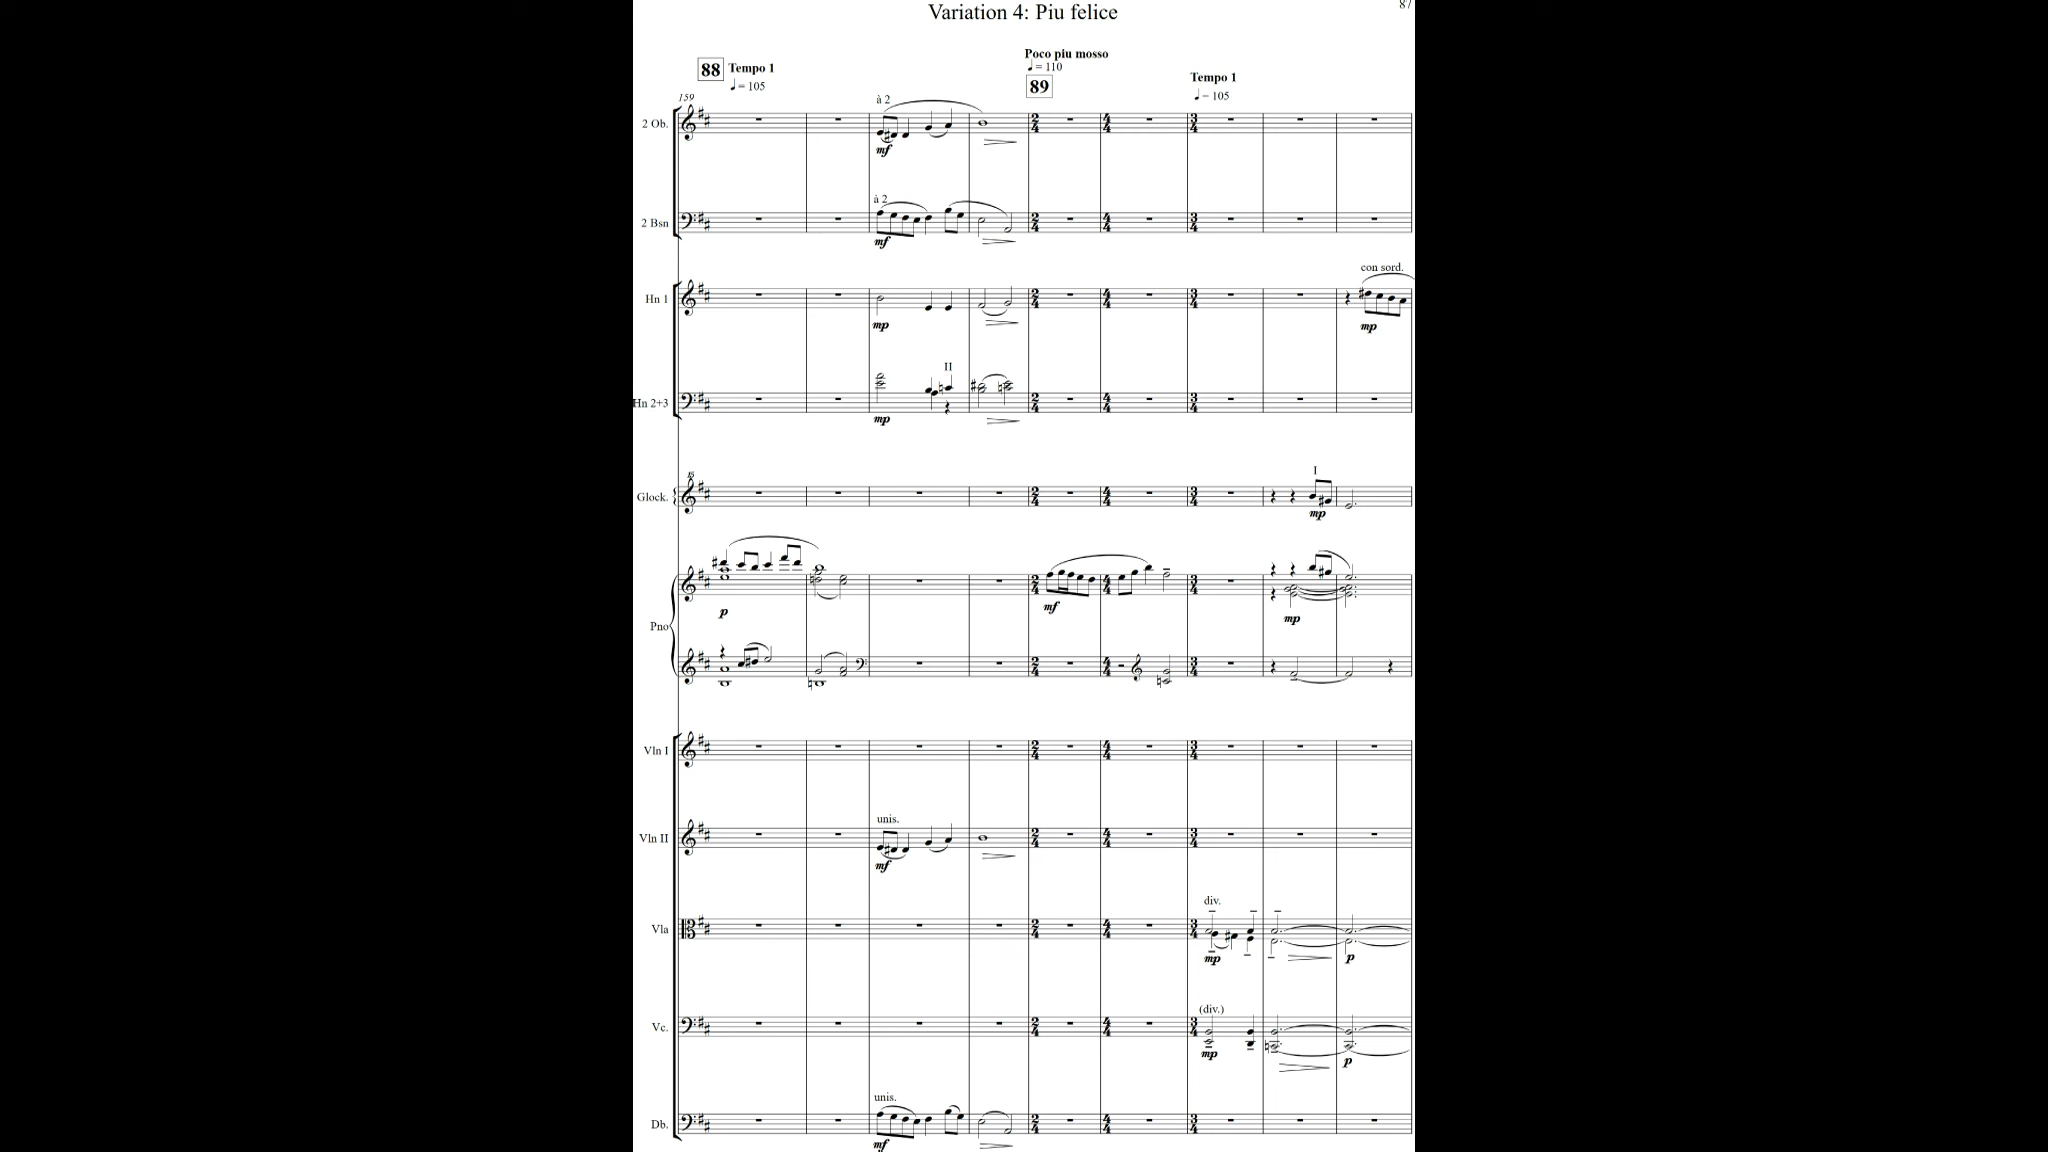 87
Variation 4: Piu felice
Poco piu mosso
♩ = 110
88 Tempo 1
♩ = 105
89
Tempo 1
♩ = 105
159
à 2
2 Ob.
mf
à 2
2 Bsn
mf
con sord.
Hn 1
mp
mp
II
Hn 2+3
mp
15
I
Glock.
mp
p
mf
mp
Pno
Vln I
unis.
Vln II
mf
div.
Vla
mp
p
(div.)
Vc.
mp
p
unis.
Db.
mf